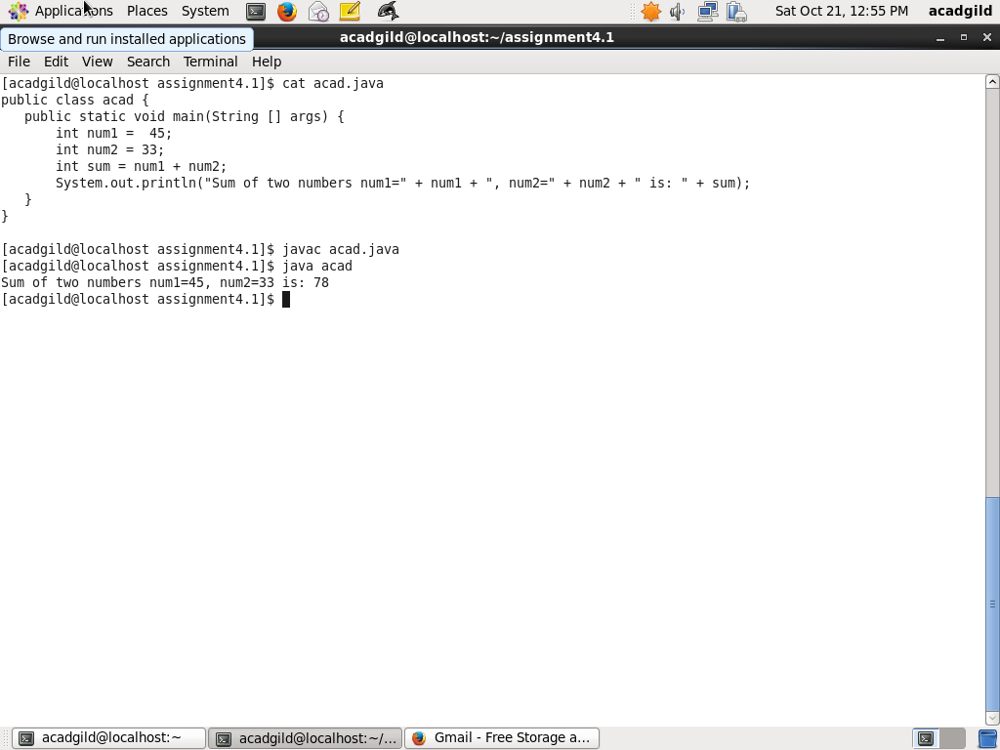 Applications Places System Sat Oct 21, 12:55 PM acadgild
Browse and run installed applications
acadgild@localhost:~/assignment4.1
File Edit View Search Terminal Help
[acadgild@localhost assignment4.1]$ cat acad.java
public class acad {
   public static void main(String [] args) {
       int num1 =  45;
       int num2 = 33;
       int sum = num1 + num2;
       System.out.println("Sum of two numbers num1=" + num1 + ", num2=" + num2 + " is: " + sum);
   }
}
[acadgild@localhost assignment4.1]$ javac acad.java
[acadgild@localhost assignment4.1]$ java acad
Sum of two numbers num1=45, num2=33 is: 78
[acadgild@localhost assignment4.1]$
acadgild@localhost:~ acadgild@localhost:~/... Gmail - Free Storage a...